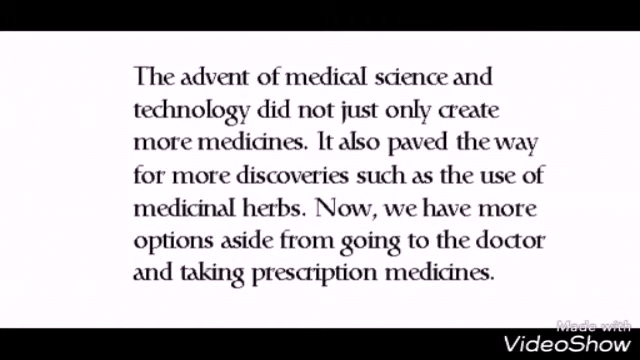 The advent of medical science and
technology did not just only create
more medicines. It also paved the way
for more discoveries such as the use of
medicinal herbs. Now, we have more
options aside from going to the doctor
and taking prescription medicines.
Made with
VideoShow